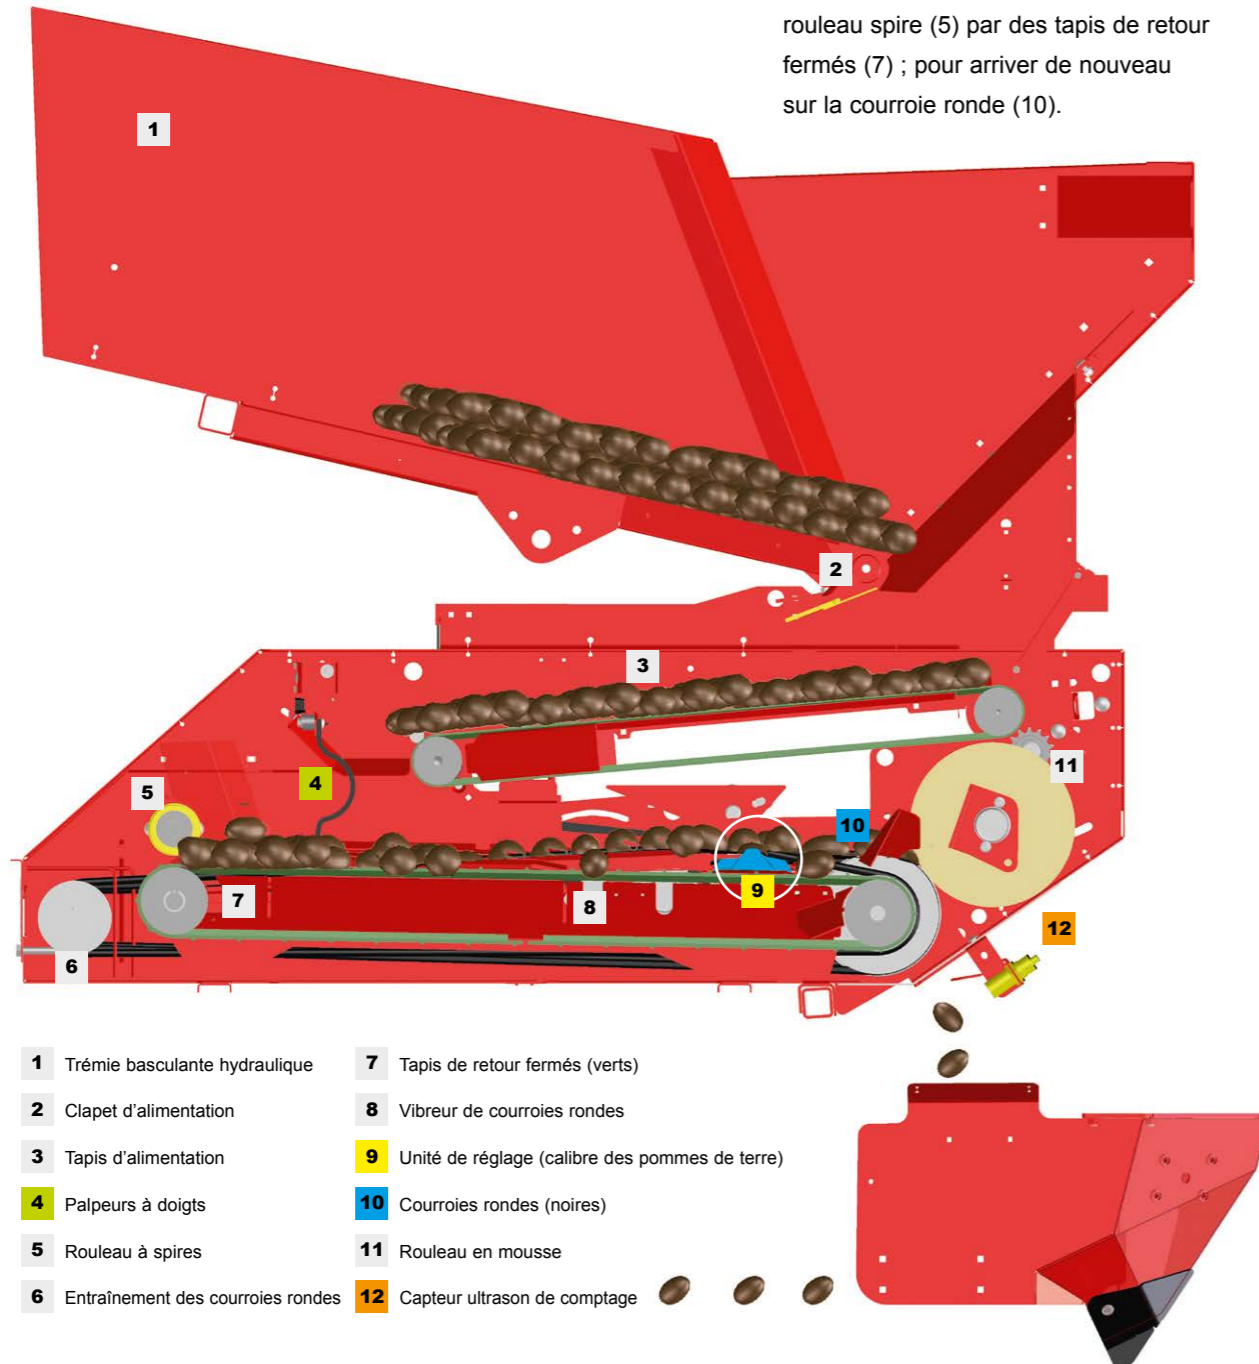 rouleau spire (5) par des tapis de retour
fermés (7) ; pour arriver de nouveau
sur la courroie ronde (10).
1
2
3
4
5
11
10
7
8
9
6
12
1 Trémie basculante hydraulique
2 Clapet d’alimentation
3 Tapis d’alimentation
4 Palpeurs à doigts
5 Rouleau à spires
6 Entraînement des courroies rondes
7 Tapis de retour fermés (verts)
8 Vibreur de courroies rondes
9 Unité de réglage (calibre des pommes de terre)
10 Courroies rondes (noires)
11 Rouleau en mousse
12 Capteur ultrason de comptage